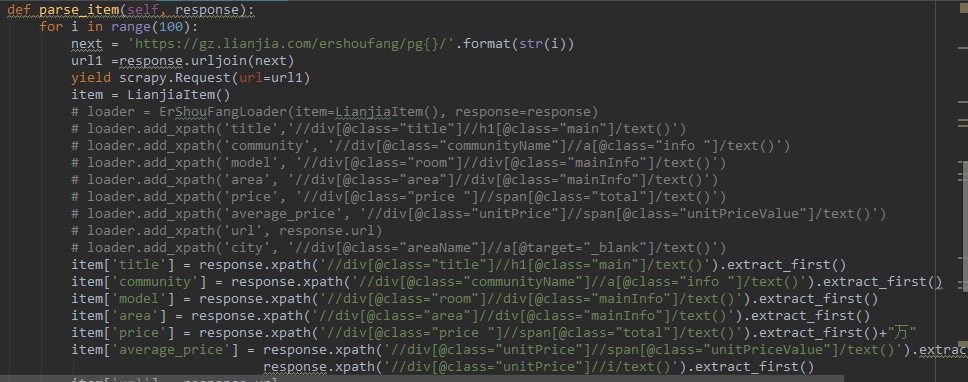 def parse_item(self, response):
for i in range(100):
next = 'https://gz.lianjia.com/ershoufang/pg{}/'.format(str(i))
url1 =response.urljoin(next)
yield scrapy.Request(url=url1)
item = LianjiaItem()
# loader = ErShouFangLoader(item=LianjiaItem(), response=response)
# loader.add_xpath('title','//div[@class="title"]//h1[@class="main"]/text()')
# loader.add_xpath('community', '//div[@class="communityName"]//a[@class="info "]/text()')
# loader.add_xpath('model', '//div[@class="room"]//div[@class="mainInfo"]/text()')
# loader.add_xpath('area', '//div[@class="area"]//div[@class="mainInfo"]/text()')
# loader.add_xpath('price', '//div[@class="price "]//span[@class="total"]/text()')
# loader.add_xpath('average_price', '//div[@class="unitPrice"]//span[@class="unitPriceValue"]/text()')
# loader.add_xpath('url', response.url)
# loader.add_xpath('city', '//div[@class="areaName"]//a[@target="_blank"]/text()')
item['title'] = response.xpath('//div[@class="title"]//h1[@class="main"]/text()').extract_first()
item['community'] = response.xpath('//div[@class="communityName"]//a[@class="info "]/text()').extract_first()
item['model'] = response.xpath('//div[@class="room"]//div[@class="mainInfo"]/text()').extract_first()
item['area'] = response.xpath('//div[@class="area"]//div[@class="mainInfo"]/text()').extract_first()
item['price'] = response.xpath('//div[@class="price "]//span[@class="total"]/text()').extract_first()+"万"
item['average_price'] = response.xpath('//div[@class="unitPrice"]//span[@class="unitPriceValue"]/text()').extrac
response.xpath('//div[@class="unitPrice"]//i/text()').extract_first()